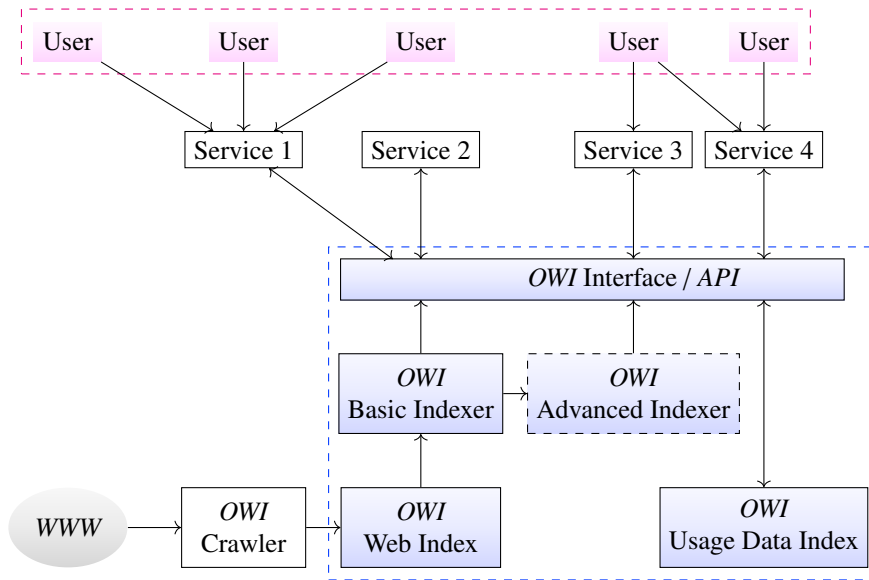 User
User
User
User
User
Service 1
Service 2
Service 3
Service 4
OWI Interface / API
OWI
Basic Indexer
OWI
Advanced Indexer
WWW
OWI
Crawler
OWI
Web Index
OWI
Usage Data Index